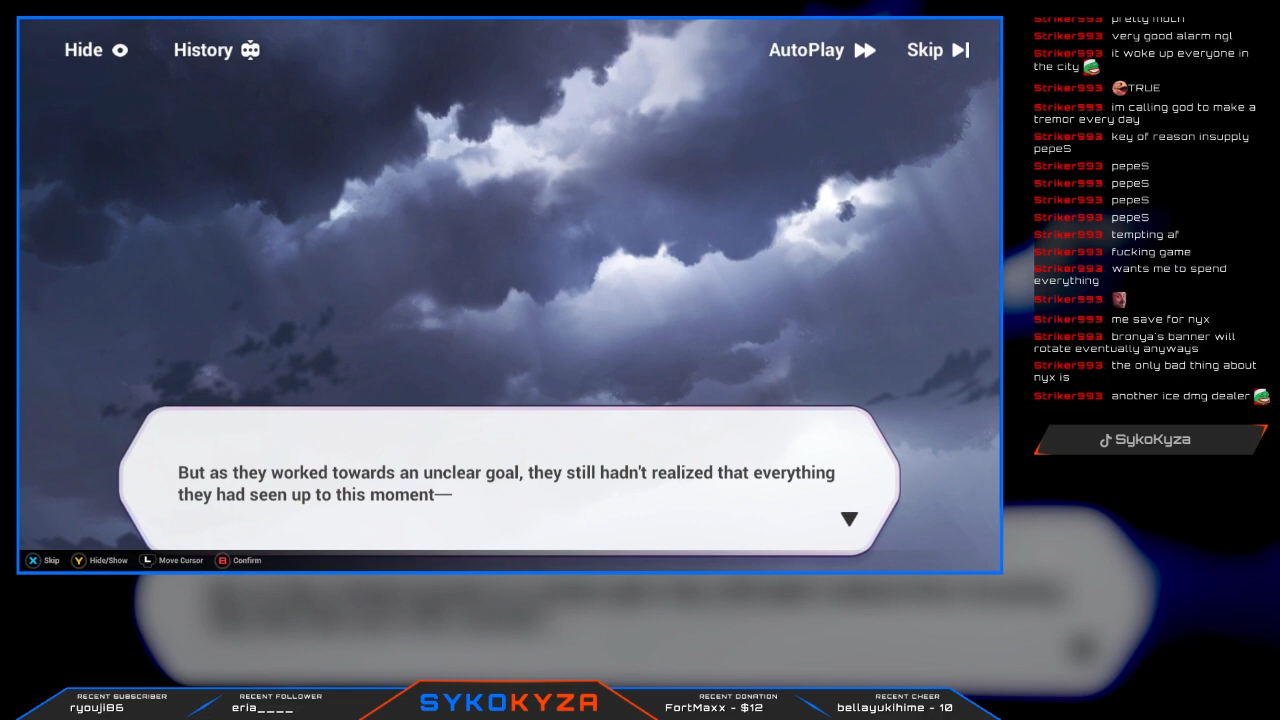 Hide
History
AutoPlay
Skip
But as they worked towards an unclear goal, they still hadn't realized that everything
they had seen up to this moment—
X Skip
Y Hide/Show
L Move Cursor
B Confirm
Striker993 pretty much
Striker993 very good alarm ngl
Striker993 it woke up everyone in
the city
Striker993 TRUE
Striker993 im calling god to make a
tremor every day
Striker993 key of reason insupply
pepeS
Striker993 pepeS
Striker993 pepeS
Striker993 pepeS
Striker993 pepeS
Striker993 tempting af
Striker993 fucking game
Striker993 wants me to spend
everything
Striker993
Striker993 me save for nyx
Striker993 bronya's banner will
rotate eventually anyways
Striker993 the only bad thing about
nyx is
Striker993 another ice dmg dealer
SykoKyza
RECENT SUBSCRIBER
ryouji86
RECENT FOLLOWER
eria____
SYKOKYZA
RECENT DONATION
FortMaxx - $12
RECENT CHEER
bellayukihime - 10